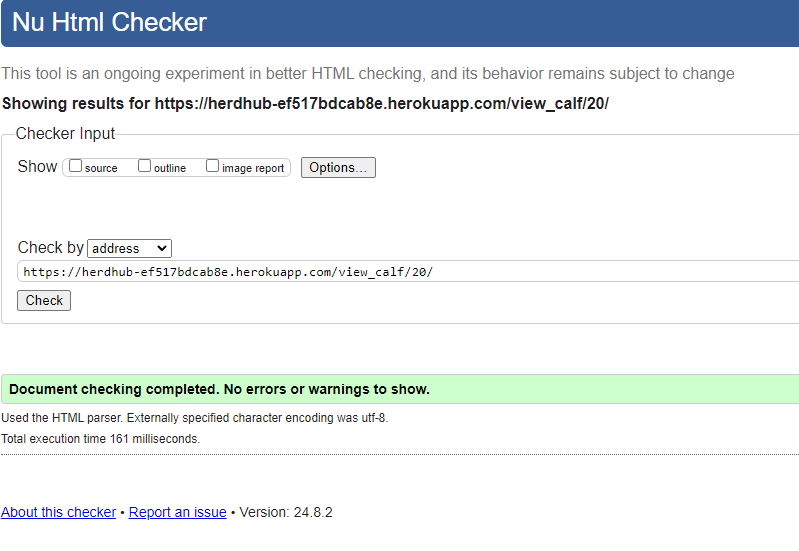 Nu Html Checker
This tool is an ongoing experiment in better HTML checking, and its behavior remains subject to change
Showing results for https://herdhub-ef517bdcab8e.herokuapp.com/view_calf/20/
Checker Input
Show source outline image report Options...
Check by address
https://herdhub-ef517bdcab8e.herokuapp.com/view_calf/20/
Check
Document checking completed. No errors or warnings to show.
Used the HTML parser. Externally specified character encoding was utf-8.
Total execution time 161 milliseconds.
About this checker • Report an issue • Version: 24.8.2